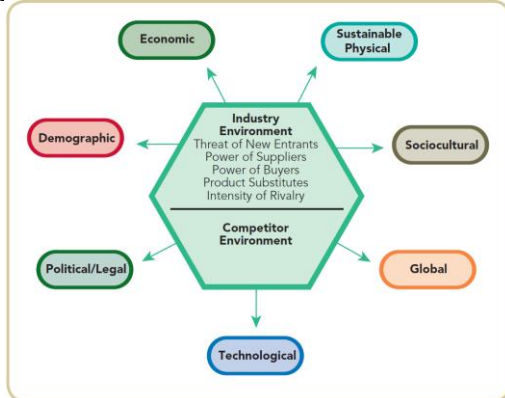 Economic
Sustainable
Physical
Demographic
Industry
Environment
Threat of New Entrants
Power of Suppliers
Power of Buyers
Product Substitutes
Intensity of Rivalry
Sociocultural
Competitor
Environment
Political/Legal
Global
Technological